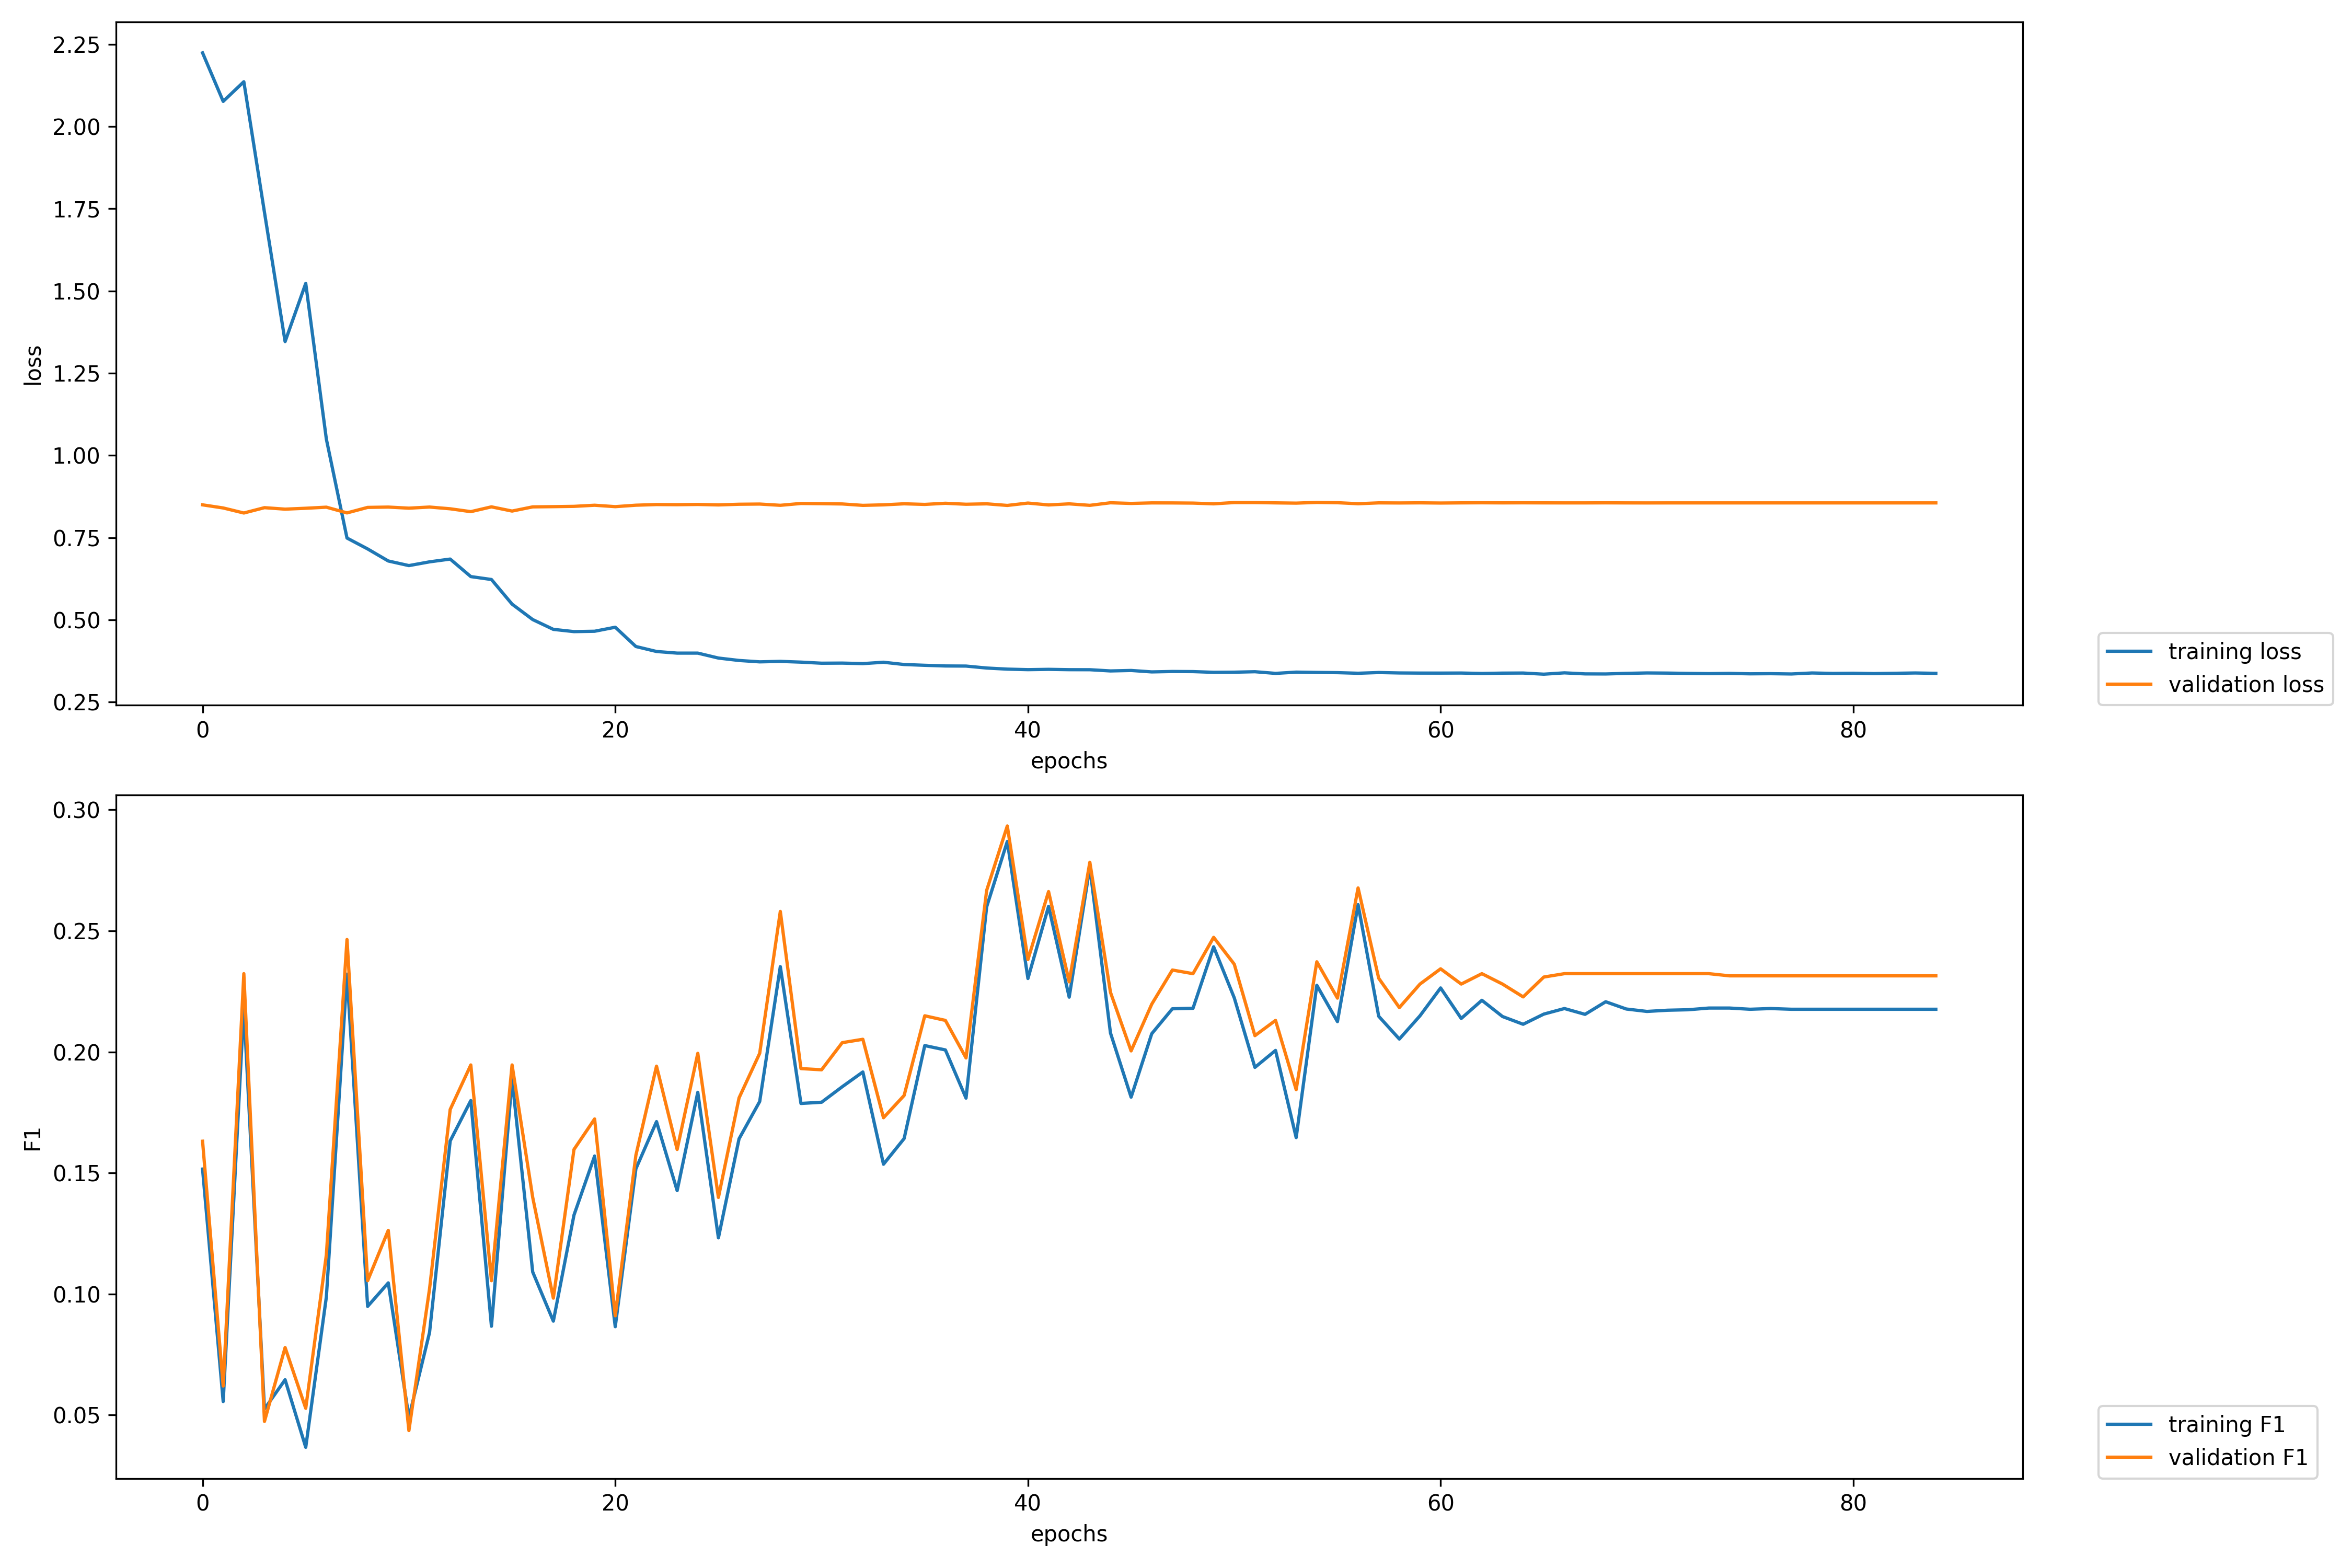 2.25
2.00
1.75
1.50
1.25
1.00
0.75
0.50
0.25
loss
0 20 40 60 80
epochs
training loss
validation loss
0.30
0.25
0.20
0.15
0.10
0.05
F1
0 20 40 60 80
epochs
training F1
validation F1